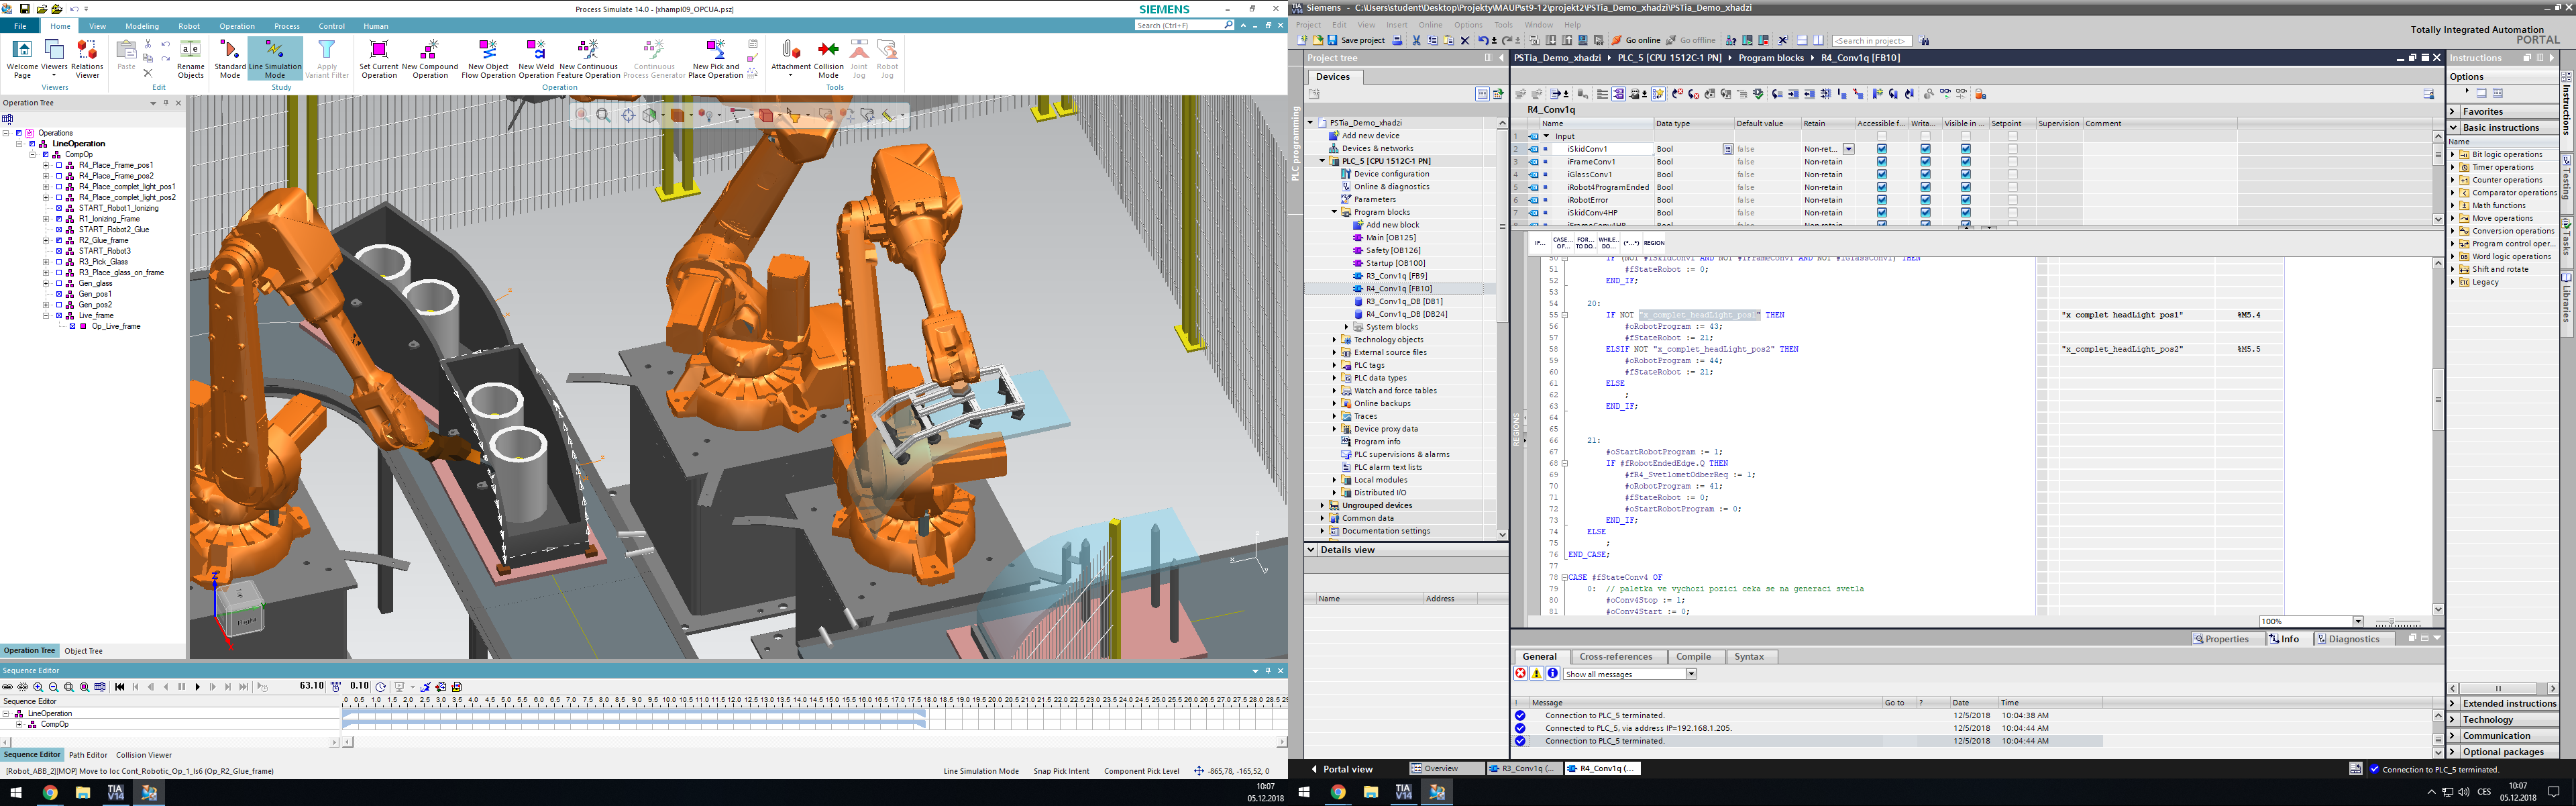 Process Simulate 14.0 - [xhampl09_OPCUA.psz]
SIEMENS
File Home View Modeling Robot Operation Process Control Human
Search (Ctrl+F)
Welcome Page Viewers Relations Viewer
Paste Rename Objects
Standard Mode Line Simulation Mode Apply Variant Filter
Set Current Operation New Compound Operation New Object Flow Operation New Weld Operation New Continuous Feature Operation Continuous Process Generator New Pick and Place Operation
Attachment Collision Mode Joint Jog Robot Jog
Viewers Edit Study Operation Tools
Operation Tree
Operations
LineOperation
CompOp
R4_Place_Frame_pos1
R4_Place_Frame_pos2
R4_Place_complet_light_pos1
R4_Place_complet_light_pos2
START_Robot1_Ionizing
R1_Ionizing_Frame
START_Robot2_Glue
R2_Glue_frame
START_Robot3
R3_Pick_Glass
R3_Place_glass_on_frame
Gen_glass
Gen_pos1
Gen_pos2
Live_frame
Op_Live_frame
Operation Tree Object Tree
Sequence Editor
63.10 0.10
Sequence Editor
LineOperation
CompOp
Sequence Editor Path Editor Collision Viewer
[Robot_ABB_2][MOP] Move to loc Cont_Robotic_Op_1_ls6 (Op_R2_Glue_frame)
Line Simulation Mode Snap Pick Intent Component Pick Level -865,78, -165,52, 0
10:07
05.12.2018
Siemens - C:\Users\student\Desktop\Projekty\MAUP\st9-12\projekt2\PSTia_Demo_xhadzi\PSTia_Demo_xhadzi
Project Edit View Insert Online Options Tools Window Help
Totally Integrated Automation
PORTAL
Save project Go online Go offline <Search in project>
Project tree
Devices
PLC programming
PSTia_Demo_xhadzi
Add new device
Devices & networks
PLC_5 [CPU 1512C-1 PN]
Device configuration
Online & diagnostics
Parameters
Program blocks
Add new block
Main [OB125]
Safety [OB126]
Startup [OB100]
R3_Conv1q [FB9]
R4_Conv1q [FB10]
R3_Conv1q_DB [DB1]
R4_Conv1q_DB [DB24]
System blocks
Technology objects
External source files
PLC tags
PLC data types
Watch and force tables
Online backups
Traces
Device proxy data
Program info
PLC supervisions & alarms
PLC alarm text lists
Local modules
Distributed I/O
Ungrouped devices
Common data
Documentation settings
Details view
Name Address
PSTia_Demo_xhadzi PLC_5 [CPU 1512C-1 PN] Program blocks R4_Conv1q [FB10]
R4_Conv1q
Name Data type Default value Retain Accessible f... Writa... Visible in ... Setpoint Supervision Comment
1 Input
2 iSkidConv1 Bool false Non-ret...
3 iFrameConv1 Bool false Non-retain
4 iGlassConv1 Bool false Non-retain
5 iRobot4ProgramEnded Bool false Non-retain
6 iRobotError Bool false Non-retain
7 iSkidConv4HP Bool false Non-retain
IF... CASE... OF... FOR... TO DO.. WHILE.. DO... (*...*) REGION
50 IF (NOT #iSkidConv1 AND NOT #iFrameConv1 AND NOT #iGlassConv1) THEN
51 #fStateRobot := 0;
52 END_IF;
53
54 20:
55 IF NOT "x_complet_headLight_pos1" THEN "x complet headLight pos1" %M5.4
56 #oRobotProgram := 43;
57 #fStateRobot := 21;
58 ELSIF NOT "x_complet_headLight_pos2" THEN "x_complet_headLight_pos2" %M5.5
59 #oRobotProgram := 44;
60 #fStateRobot := 21;
61 ELSE
62 ;
63 END_IF;
64
65
66 21:
67 #oStartRobotProgram := 1;
68 IF #fRobotEndedEdge.Q THEN
69 #fR4_SvetlometOdberReq := 1;
70 #oRobotProgram := 41;
71 #fStateRobot := 0;
72 #oStartRobotProgram := 0;
73 END_IF;
74 ELSE
75 ;
76 END_CASE;
77
78 CASE #fStateConv4 OF
79 0: // paletka ve vychozi pozici ceka se na generaci svetla
80 #oConv4Stop := 1;
81 #oConv4Start := 0;
REGIONS
100%
Properties Info Diagnostics
General Cross-references Compile Syntax
Show all messages
! Message Go to ? Date Time
Connection to PLC_5 terminated. 12/5/2018 10:04:38 AM
Connected to PLC_5, via address IP=192.168.1.205. 12/5/2018 10:04:44 AM
Connection to PLC_5 terminated. 12/5/2018 10:04:44 AM
Instructions
Options
Favorites
Basic instructions
Name
Bit logic operations
Timer operations
Counter operations
Comparator operations
Math functions
Move operations
Conversion operations
Program control oper...
Word logic operations
Shift and rotate
Legacy
Extended instructions
Technology
Communication
Optional packages
Instructions
Testing
Tasks
Libraries
Portal view Overview R3_Conv1q (... R4_Conv1q (...
Connection to PLC_5 terminated.
CES
10:07
05.12.2018